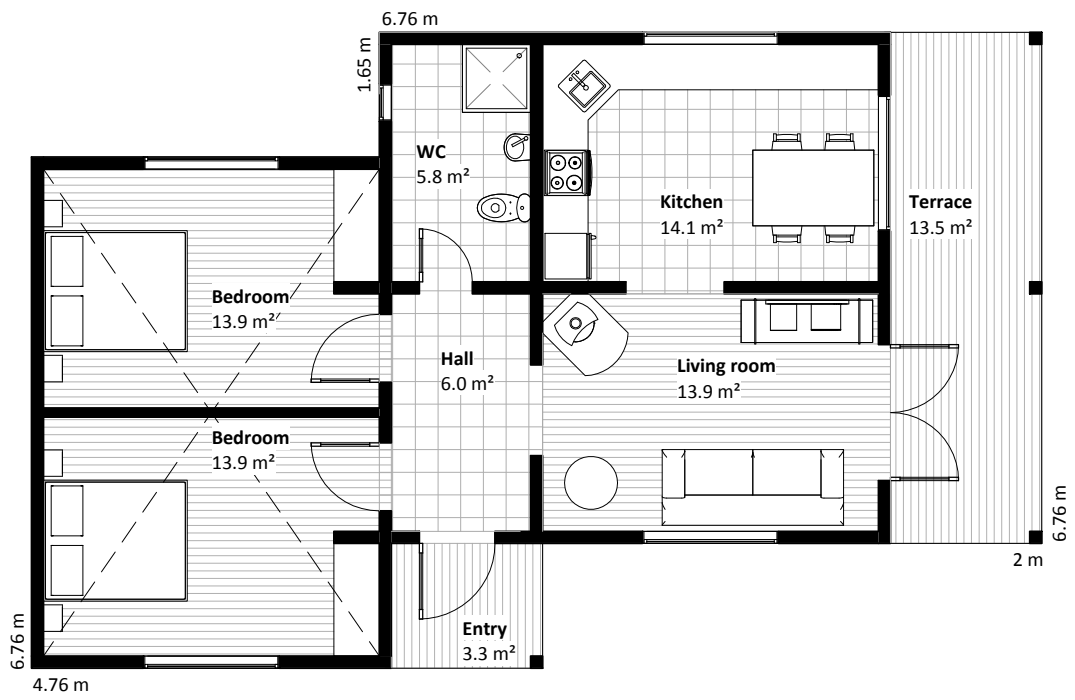 6.76 m
1.65 m
WC
5.8 m²
Kitchen
14.1 m²
Terrace
13.5 m²
Bedroom
13.9 m²
Hall
6.0 m²
Living room
13.9 m²
Bedroom
13.9 m²
Entry
3.3 m²
6.76 m
2 m
6.76 m
4.76 m